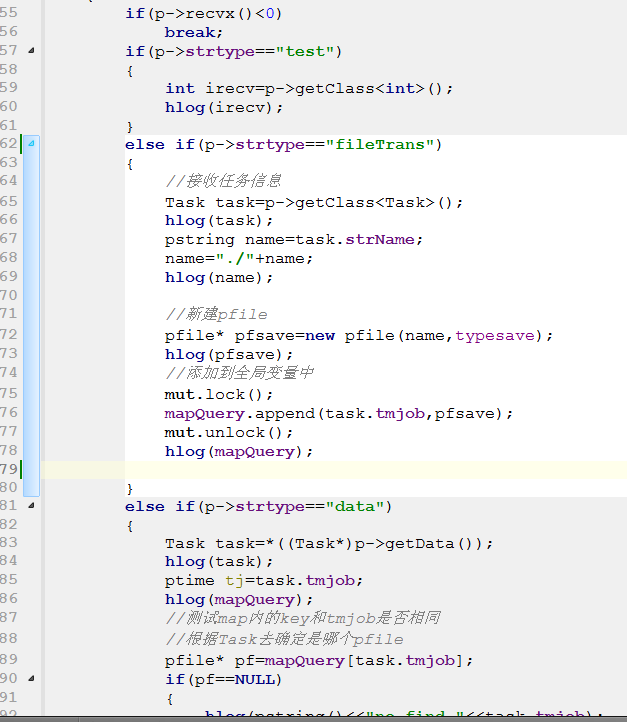 55 if(p->recvx()<0)
56 break;
57 if(p->strtype=="test")
58 {
59 int irecv=p->getClass<int>();
60 hlog(irecv);
61 }
62 else if(p->strtype=="fileTrans")
63 {
64 //接收任务信息
65 Task task=p->getClass<Task>();
66 hlog(task);
67 pstring name=task.strName;
68 name="./"+name;
69 hlog(name);
70
71 //新建pfile
72 pfile* pfsave=new pfile(name,typesave);
73 hlog(pfsave);
74 //添加到全局变量中
75 mut.lock();
76 mapQuery.append(task.tmjob,pfsave);
77 mut.unlock();
78 hlog(mapQuery);
79
80 }
81 else if(p->strtype=="data")
82 {
83 Task task=*((Task*)p->getData());
84 hlog(task);
85 ptime tj=task.tmjob;
86 hlog(mapQuery);
87 //测试map内的key和tmjob是否相同
88 //根据Task去确定是哪个pfile
89 pfile* pf=mapQuery[task.tmjob];
90 if(pf==NULL)
91 {
92 hlog(pstring()<<"no find "<<task.tmjob);